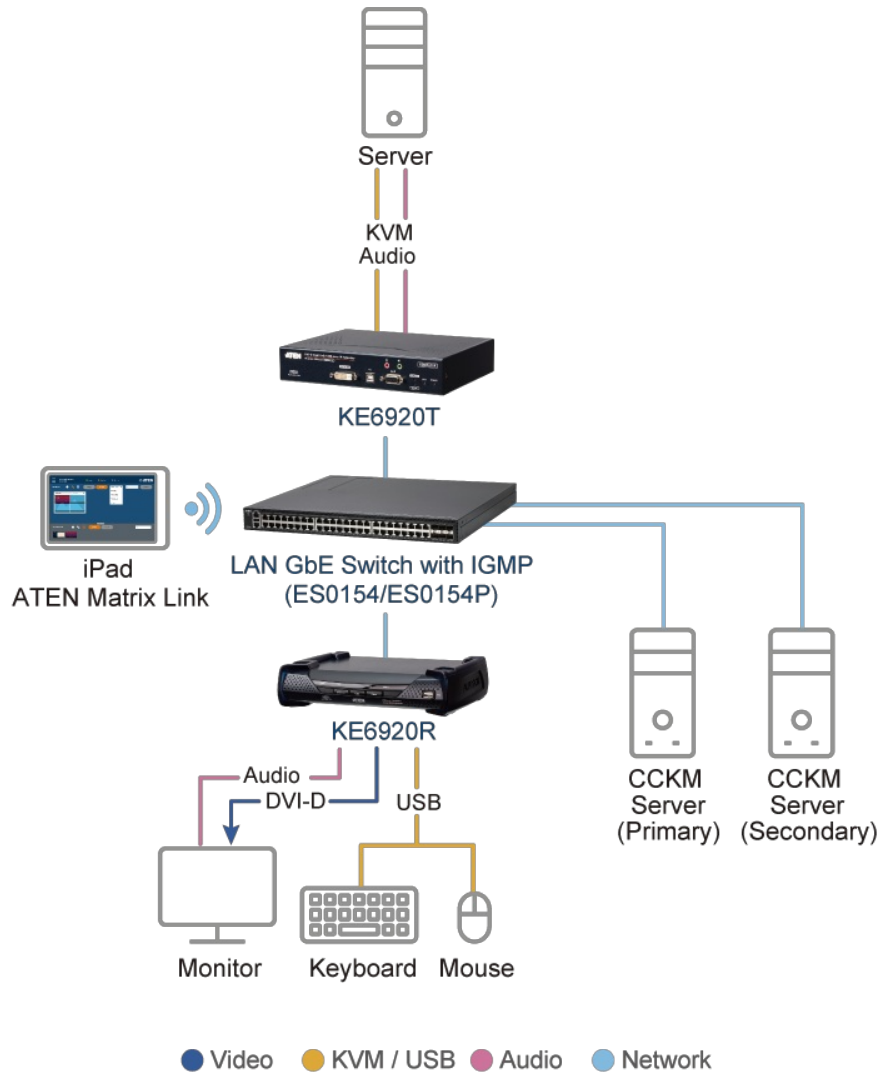 Server
KVM
Audio
ATEN
KE6920T
iPad
ATEN Matrix Link
LAN GbE Switch with IGMP
(ES0154/ES0154P)
KE6920R
Audio
DVI-D
USB
CCKM
Server
(Primary)
CCKM
Server
(Secondary)
Monitor
Keyboard
Mouse
Video
KVM / USB
Audio
Network